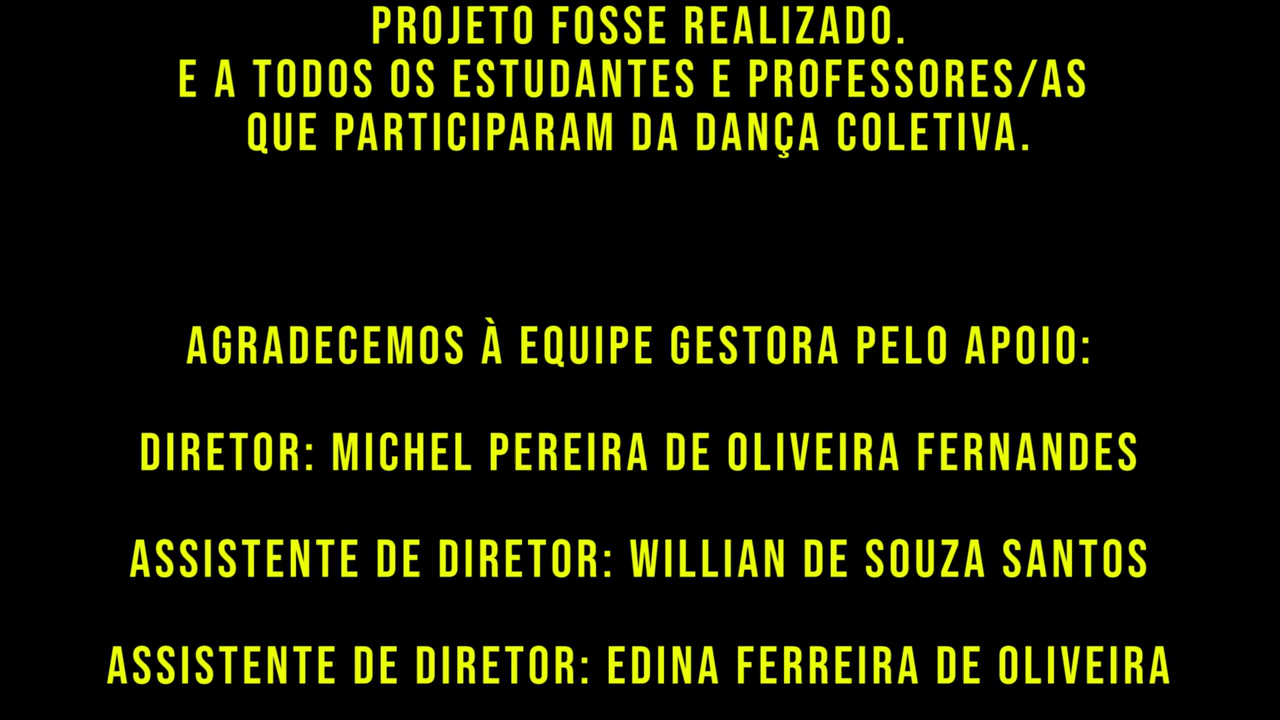 PROJETO FOSSE REALIZADO.
E A TODOS OS ESTUDANTES E PROFESSORES/AS
QUE PARTICIPARAM DA DANÇA COLETIVA.
AGRADECEMOS À EQUIPE GESTORA PELO APOIO:
DIRETOR: MICHEL PEREIRA DE OLIVEIRA FERNANDES
ASSISTENTE DE DIRETOR: WILLIAN DE SOUZA SANTOS
ASSISTENTE DE DIRETOR: EDINA FERREIRA DE OLIVEIRA